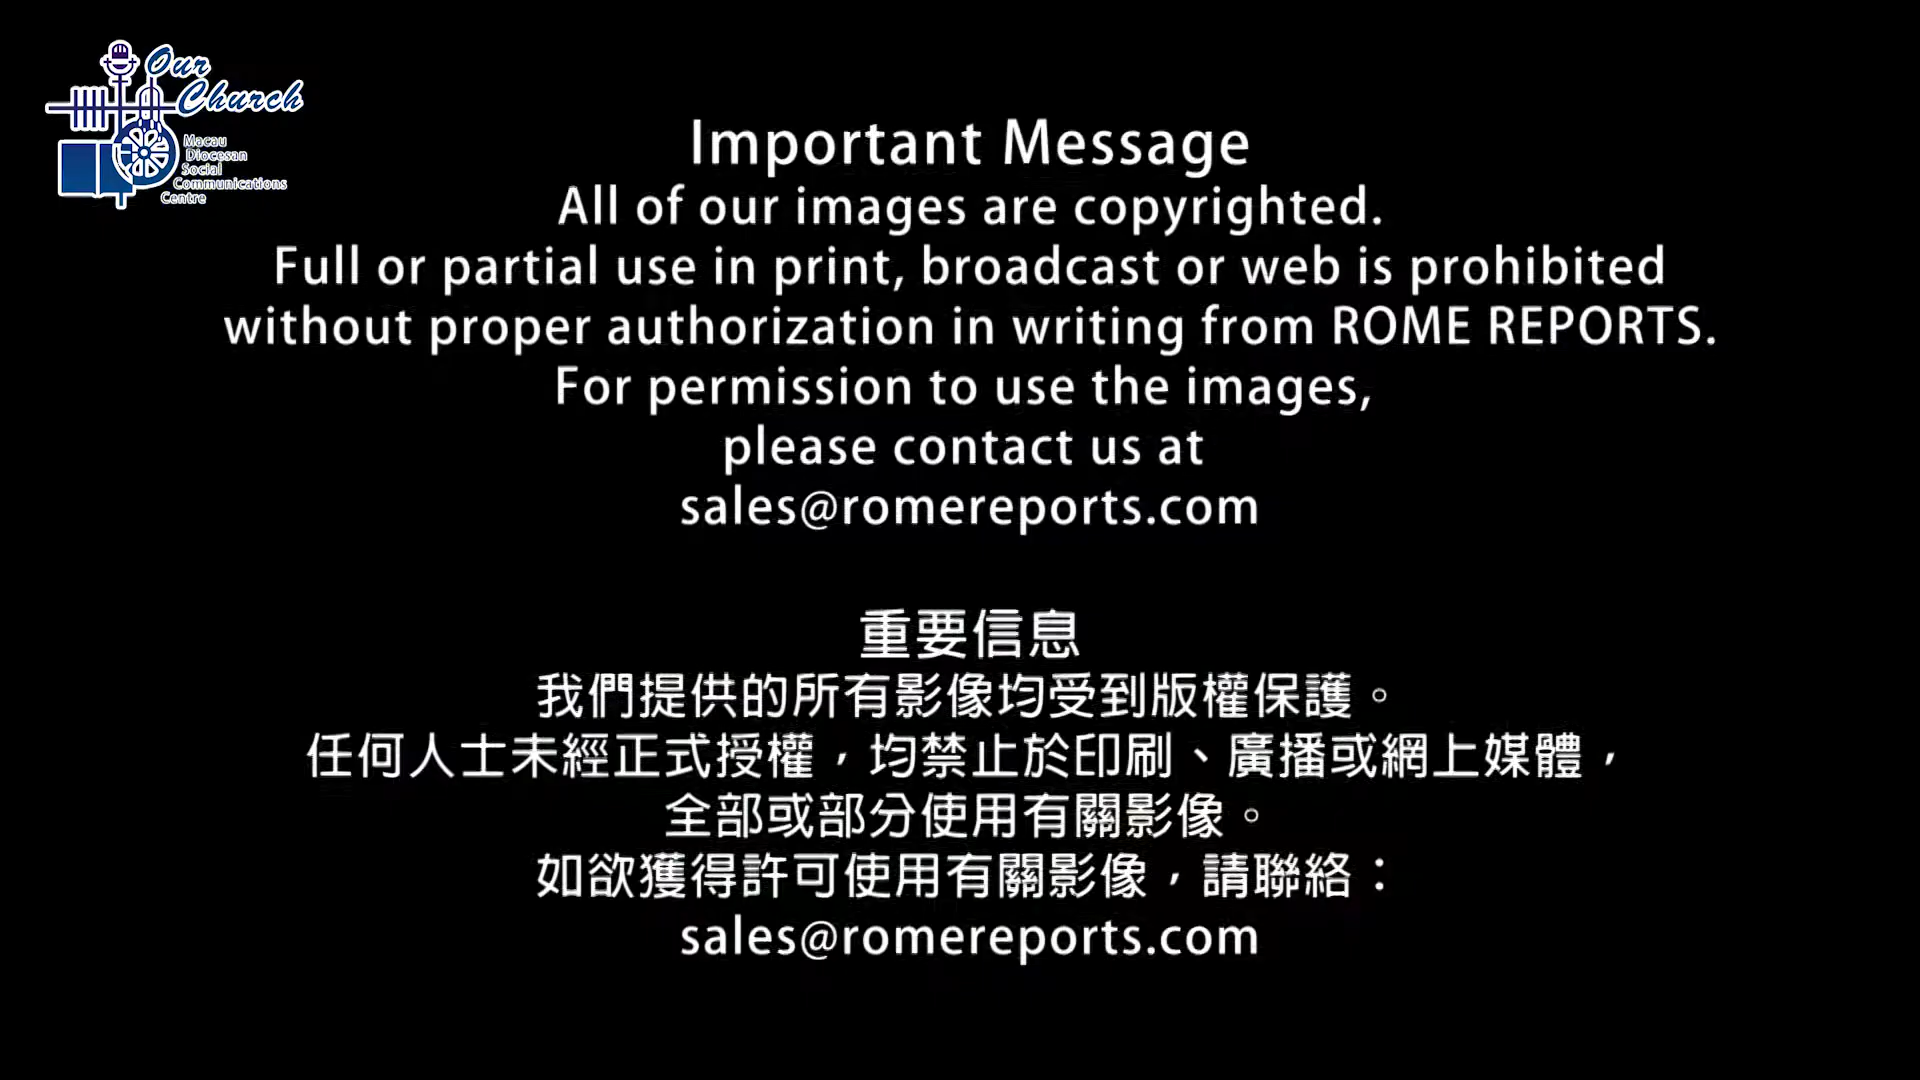 Our
Church
Macau
Diocesan
Social
Communications
Centre
Important Message
All of our images are copyrighted.
Full or partial use in print, broadcast or web is prohibited
without proper authorization in writing from ROME REPORTS.
For permission to use the images,
please contact us at
sales@romereports.com
重要信息
我們提供的所有影像均受到版權保護。
任何人士未經正式授權，均禁止於印刷、廣播或網上媒體，
全部或部分使用有關影像。
如欲獲得許可使用有關影像，請聯絡：
sales@romereports.com